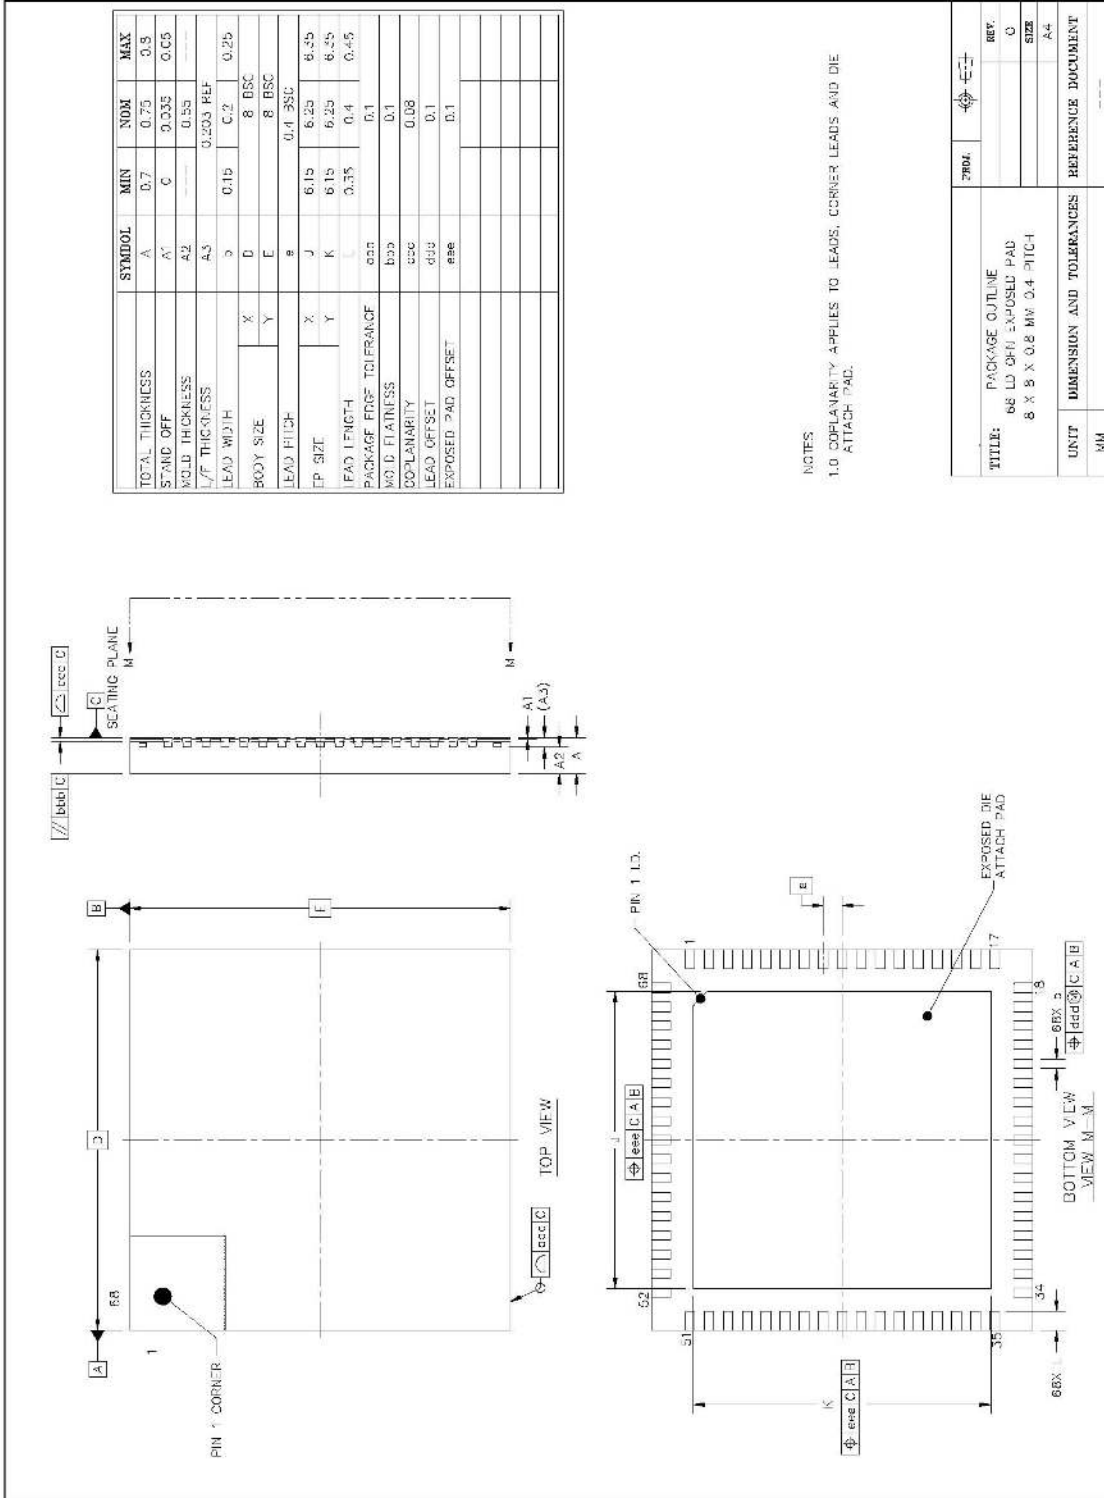 SYMBOL MIN NOM MAX
TOTAL THICKNESS A 0.7 0.75 0.8
STAND OFF A1 0 0.035 0.05
MOLD THICKNESS A2 --- 0.55 ---
L/F THICKNESS A3 0.203 REF
LEAD WIDTH b 0.15 0.2 0.25
BODY SIZE X D 8 BSC
Y E 8 BSC
LEAD PITCH e 0.4 BSC
EP SIZE X J 6.15 6.25 6.35
Y K 6.15 6.25 6.35
LEAD LENGTH L 0.35 0.4 0.45
PACKAGE EDGE TOLERANCE aaa 0.1
MOLD FLATNESS bbb 0.1
COPLANARITY ccc 0.08
LEAD OFFSET ddd 0.1
EXPOSED PAD OFFSET eee 0.1
A
D
B
68
1
PIN 1 CORNER
E
aaa C
TOP VIEW
// bbb C
ccc C
C
SEATING PLANE
M
M
A1
(A3)
A2
A
J
eee C A B
PIN 1 I.D.
52
68
51
1
K
eee C A B
e
35
17
34
18
EXPOSED DIE
ATTACH PAD
68X L
68X b
ddd Ⓜ C A B
BOTTOM VIEW
VIEW M-M
NOTES
1.0 COPLANARITY APPLIES TO LEADS, CORNER LEADS AND DIE
ATTACH PAD.
PROJ.
TITLE: PACKAGE OUTLINE
68 LD QFN EXPOSED PAD
8 X 8 X 0.8 MM 0.4 PITCH
REV.
O
SIZE
A4
UNIT DIMENSION AND TOLERANCES REFERENCE DOCUMENT
MM ---